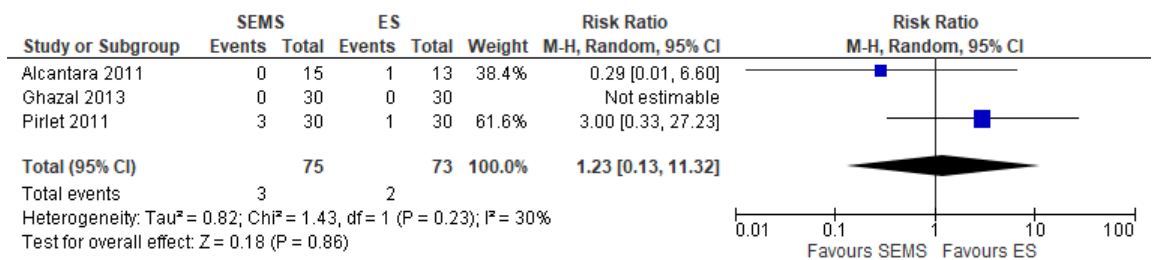 SEMS ES Risk Ratio Risk Ratio
Study or Subgroup Events Total Events Total Weight M-H, Random, 95% CI M-H, Random, 95% CI
Alcantara 2011 0 15 1 13 38.4% 0.29 [0.01, 6.60]
Ghazal 2013 0 30 0 30 Not estimable
Pirlet 2011 3 30 1 30 61.6% 3.00 [0.33, 27.23]
Total (95% CI) 75 73 100.0% 1.23 [0.13, 11.32]
Total events 3 2
Heterogeneity: Tau² = 0.82; Chi² = 1.43, df = 1 (P = 0.23); I² = 30%
Test for overall effect: Z = 0.18 (P = 0.86)
0.01 0.1 1 10 100
Favours SEMS Favours ES